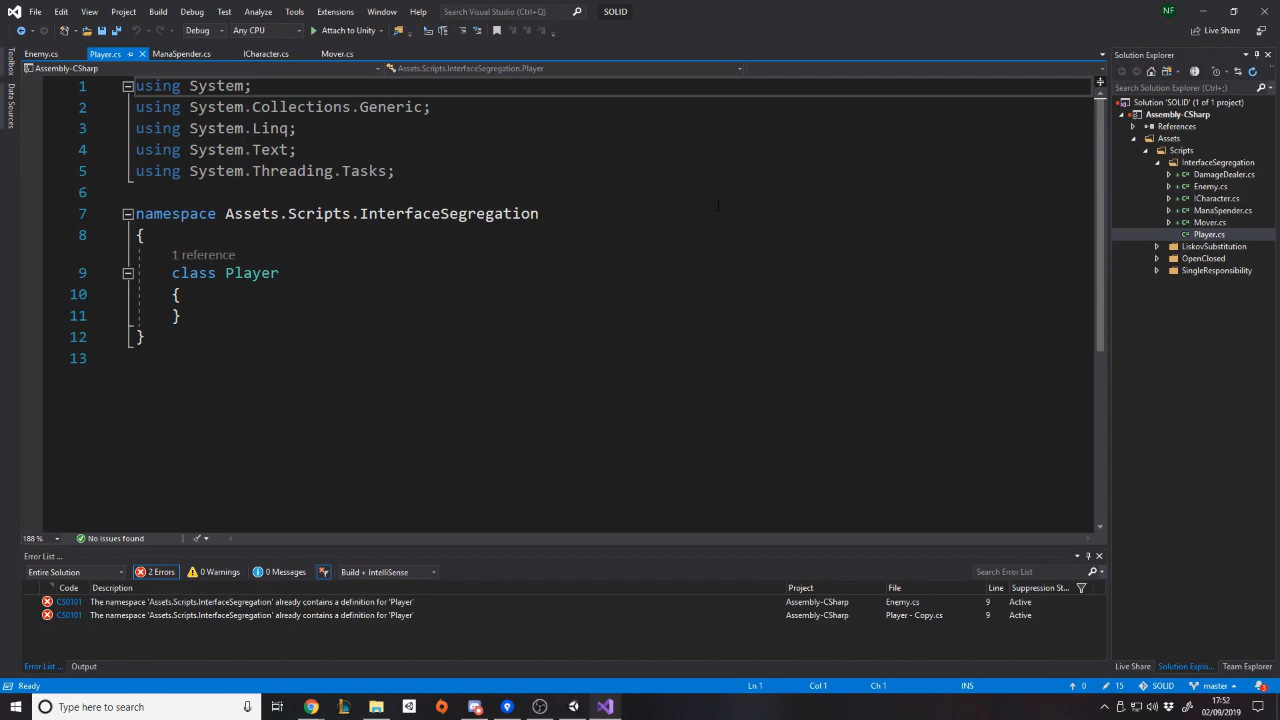 File Edit View Project Build Debug Test Analyze Tools Extensions Window Help Search Visual Studio (Ctrl+Q) SOLID NF
Debug Any CPU Attach to Unity Live Share
Toolbox
Data Sources
Enemy.cs Player.cs ManaSpender.cs ICharacter.cs Mover.cs
Assembly-CSharp Assets.Scripts.InterfaceSegregation.Player
1 using System;
2 using System.Collections.Generic;
3 using System.Linq;
4 using System.Text;
5 using System.Threading.Tasks;
6
7 namespace Assets.Scripts.InterfaceSegregation
8 {
1 reference
9 class Player
10 {
11 }
12 }
13
188 % No issues found
Solution Explorer
Search Solution Explorer (Ctrl+;)
Solution 'SOLID' (1 of 1 project)
Assembly-CSharp
References
Assets
Scripts
InterfaceSegregation
DamageDealer.cs
Enemy.cs
ICharacter.cs
ManaSpender.cs
Mover.cs
Player.cs
LiskovSubstitution
OpenClosed
SingleResponsibility
Error List ...
Entire Solution 2 Errors 0 Warnings 0 Messages Build + IntelliSense Search Error List
Code Description Project File Line Suppression St...
CS0101 The namespace 'Assets.Scripts.InterfaceSegregation' already contains a definition for 'Player' Assembly-CSharp Enemy.cs 9 Active
CS0101 The namespace 'Assets.Scripts.InterfaceSegregation' already contains a definition for 'Player' Assembly-CSharp Player - Copy.cs 9 Active
Error List ... Output Live Share Solution Explo... Team Explorer
Ready Ln 1 Col 1 Ch 1 INS 0 15 SOLID master 3
Type here to search 17:52
02/09/2019